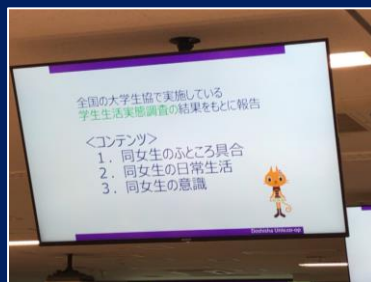 全国の大学生協で実施している
学生生活実態調査の結果をもとに報告
＜コンテンツ＞
１．同女生のふところ具合
２．同女生の日常生活
３．同女生の意識
Doshisha Univ.co-op